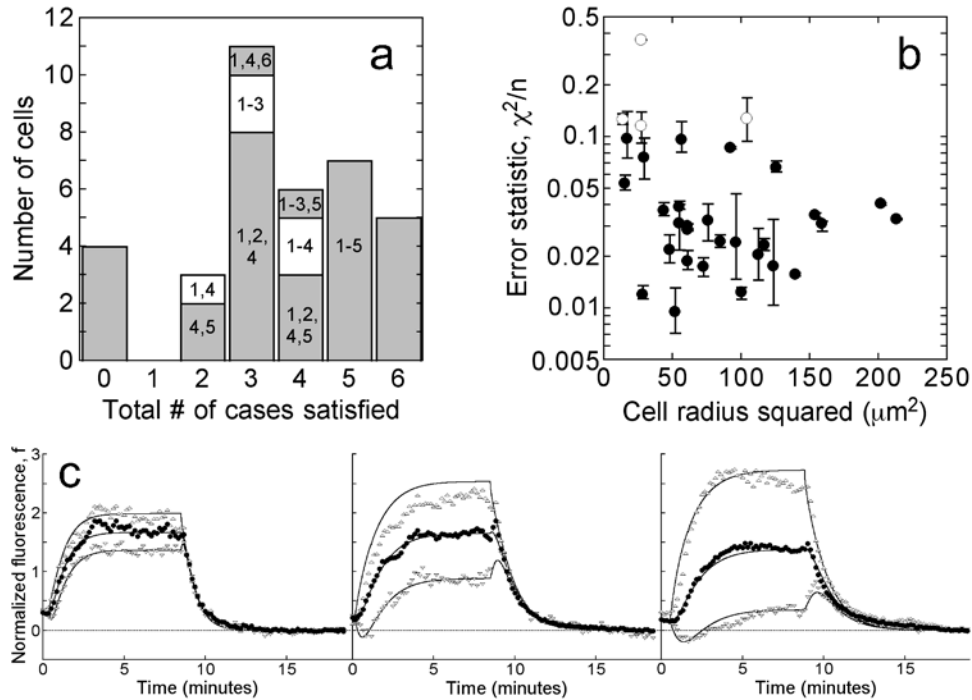 a
12
10
8
6
4
2
0
Number of cells
1,4
4,5
1,4,6
1-3
1,2,
4
1-3,5
1-4
1,2,
4,5
1-5
0 1 2 3 4 5 6
Total # of cases satisfied
b
0.5
0.1
0.05
0.01
0.005
Error statistic, χ²/n
0 50 100 150 200 250
Cell radius squared (μm²)
c
Normalized fluorescence, f
3
2
1
0
0 5 10 15
Time (minutes)
0 5 10 15
Time (minutes)
0 5 10 15
Time (minutes)